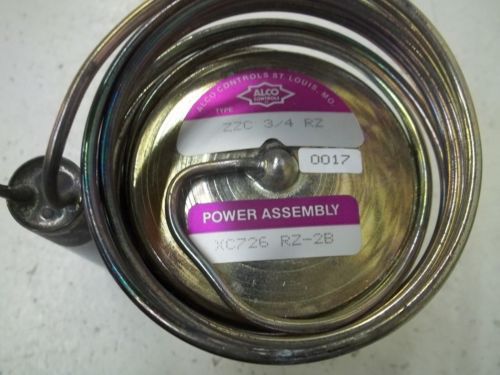 ALCO CONTROLS ST LOUIS, MO.
ALCO
CONTROLS
TYPE
ZZC 3/4 RZ
0017
POWER ASSEMBLY
XC726 RZ-2B